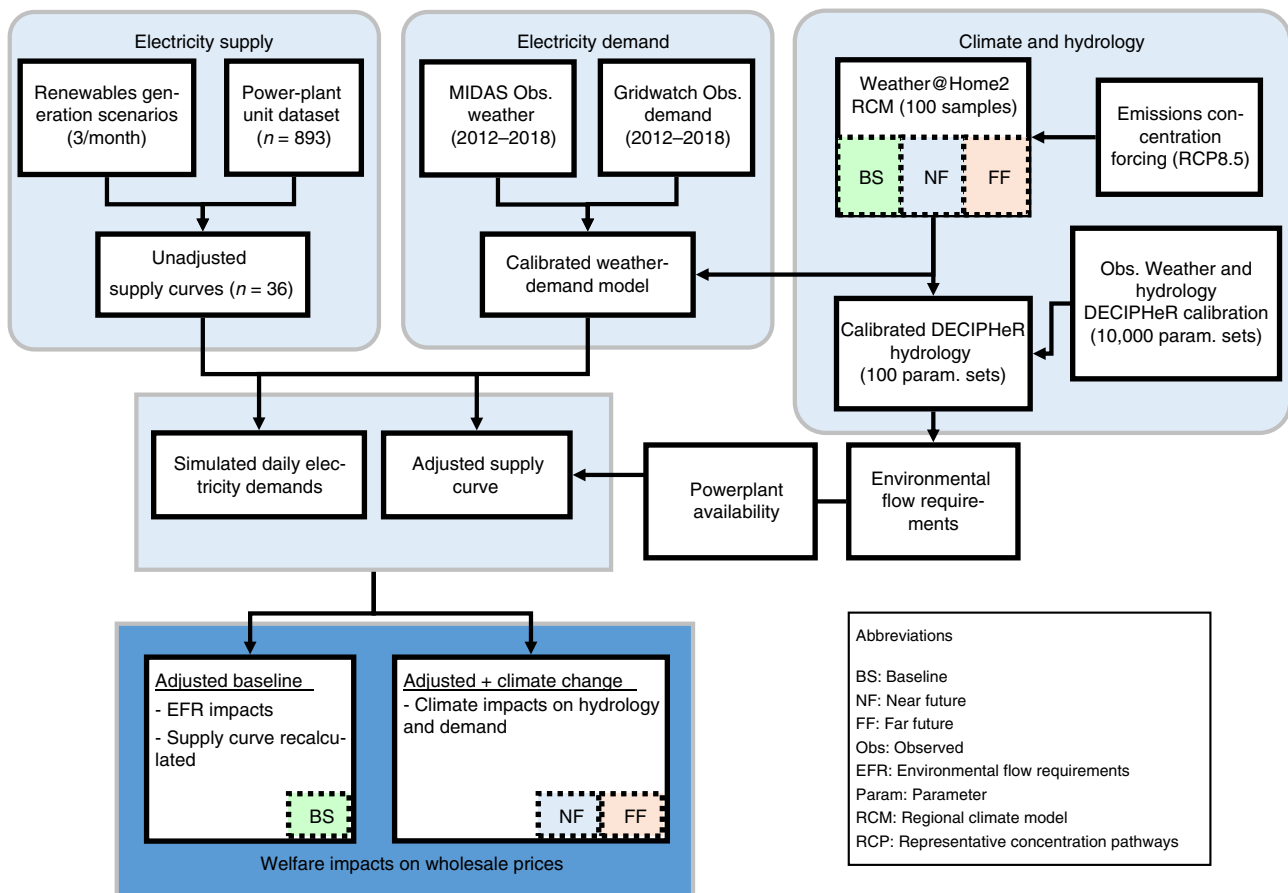 Electricity supply
Renewables gen-
eration scenarios
(3/month)
Power-plant
unit dataset
(n = 893)
Unadjusted
supply curves (n = 36)
Electricity demand
MIDAS Obs.
weather
(2012–2018)
Gridwatch Obs.
demand
(2012–2018)
Calibrated weather-
demand model
Climate and hydrology
Weather@Home2
RCM (100 samples)
BS
NF
FF
Emissions con-
centration
forcing (RCP8.5)
Obs. Weather and
hydrology
DECIPHeR calibration
(10,000 param. sets)
Calibrated DECIPHeR
hydrology
(100 param. sets)
Simulated daily elec-
tricity demands
Adjusted supply
curve
Powerplant
availability
Environmental
flow require-
ments
Adjusted baseline
- EFR impacts
- Supply curve recalcu-
lated
BS
Adjusted + climate change
- Climate impacts on hydrology
and demand
NF
FF
Welfare impacts on wholesale prices
Abbreviations
BS: Baseline
NF: Near future
FF: Far future
Obs: Observed
EFR: Environmental flow requirements
Param: Parameter
RCM: Regional climate model
RCP: Representative concentration pathways